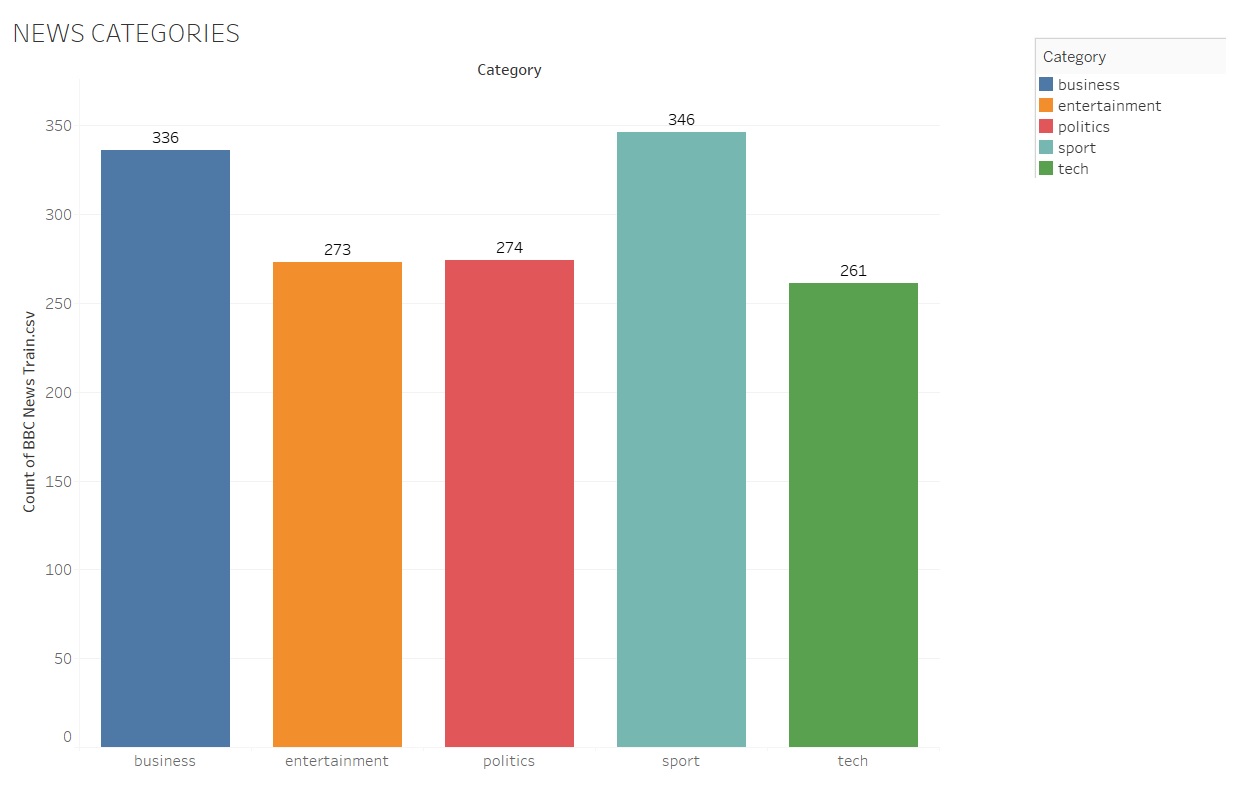 NEWS CATEGORIES
Category
Count of BBC News Train.csv
350
300
250
200
150
100
50
0
336
273
274
346
261
business
entertainment
politics
sport
tech
Category
business
entertainment
politics
sport
tech